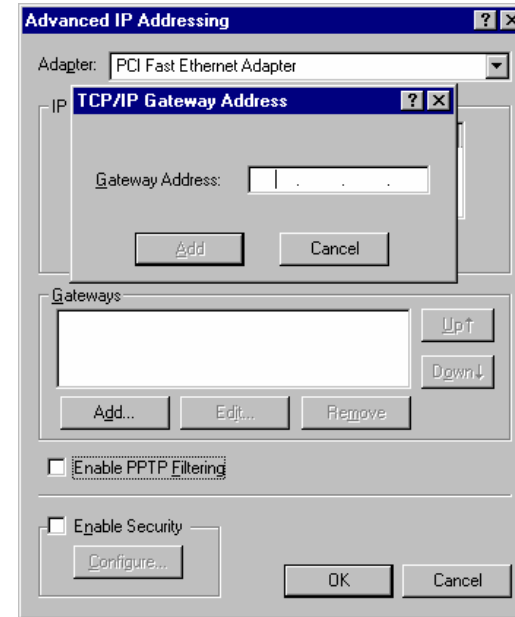 Advanced IP Addressing
Adapter: PCI Fast Ethernet Adapter
IP
TCP/IP Gateway Address
Gateway Address: . . .
Add Cancel
Gateways
Up↑
Down↓
Add... Edit... Remove
Enable PPTP Filtering
Enable Security
Configure...
OK Cancel